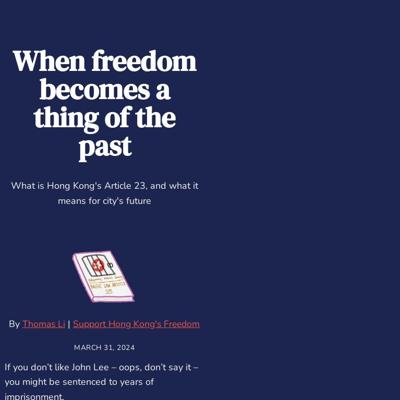 When freedom
becomes a
thing of the
past
What is Hong Kong's Article 23, and what it
means for city's future
By Thomas Li | Support Hong Kong's Freedom
MARCH 31, 2024
If you don’t like John Lee – oops, don’t say it –
you might be sentenced to years of
imprisonment.